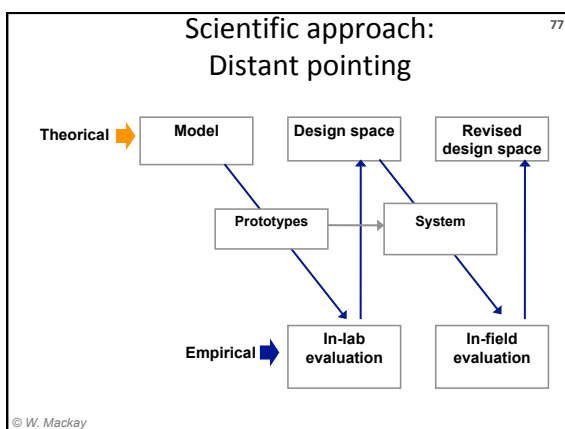 Scientific approach:
Distant pointing
77
Theorical
Model
Design space
Revised
design space
Prototypes
System
Empirical
In-lab
evaluation
In-field
evaluation
© W. Mackay